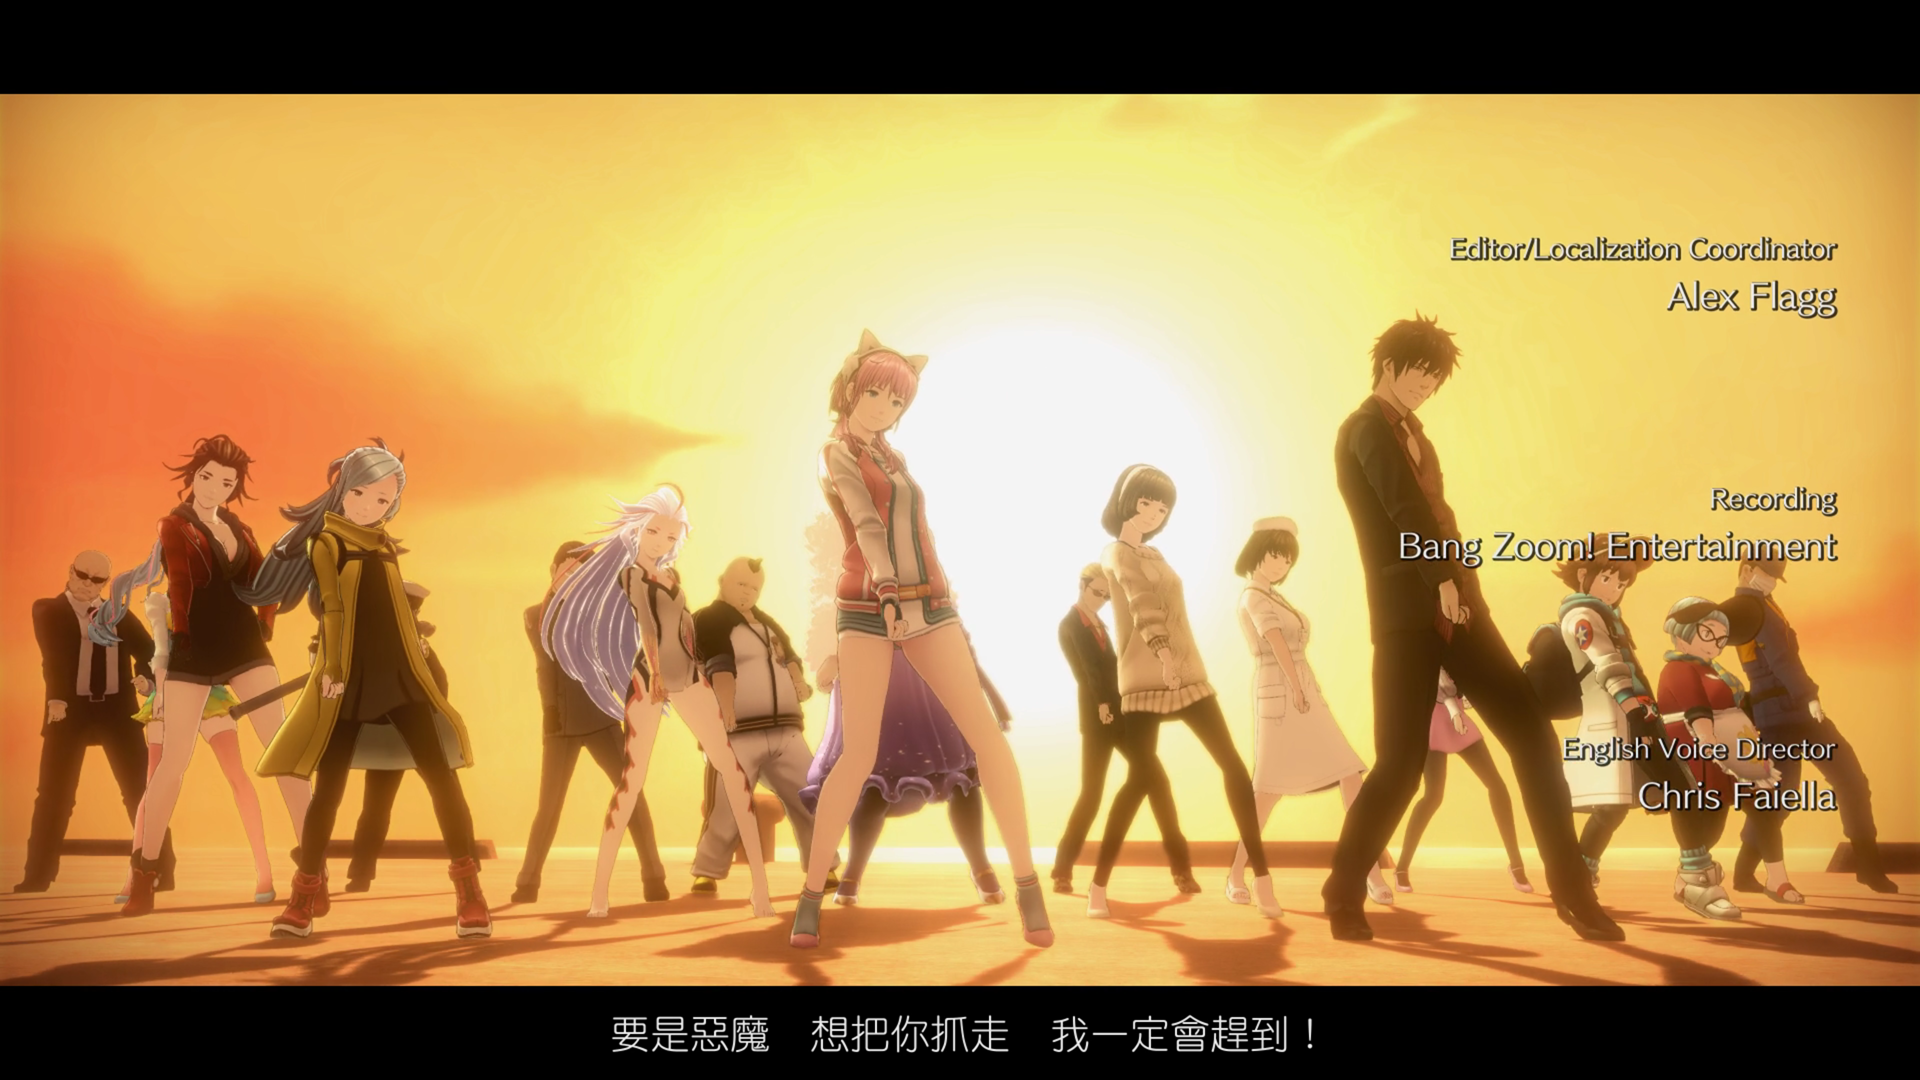 Editor/Localization Coordinator
Alex Flagg
Recording
Bang Zoom! Entertainment
English Voice Director
Chris Faiella
要是惡魔　想把你抓走　我一定會趕到！